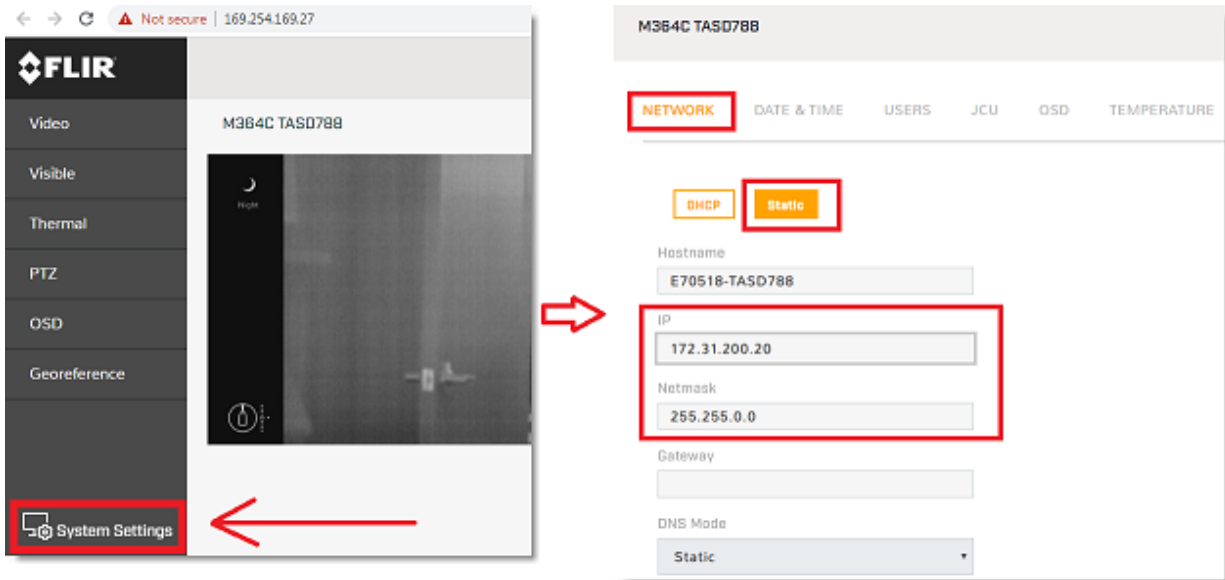 Not secure | 169.254.169.27
FLIR
Video
Visible
Thermal
PTZ
OSD
Georeference
System Settings
M364C TASD788
Night
M364C TASD788
NETWORK DATE & TIME USERS JCU OSD TEMPERATURE
DHCP Static
Hostname
E70518-TASD788
IP
172.31.200.20
Netmask
255.255.0.0
Gateway
DNS Mode
Static